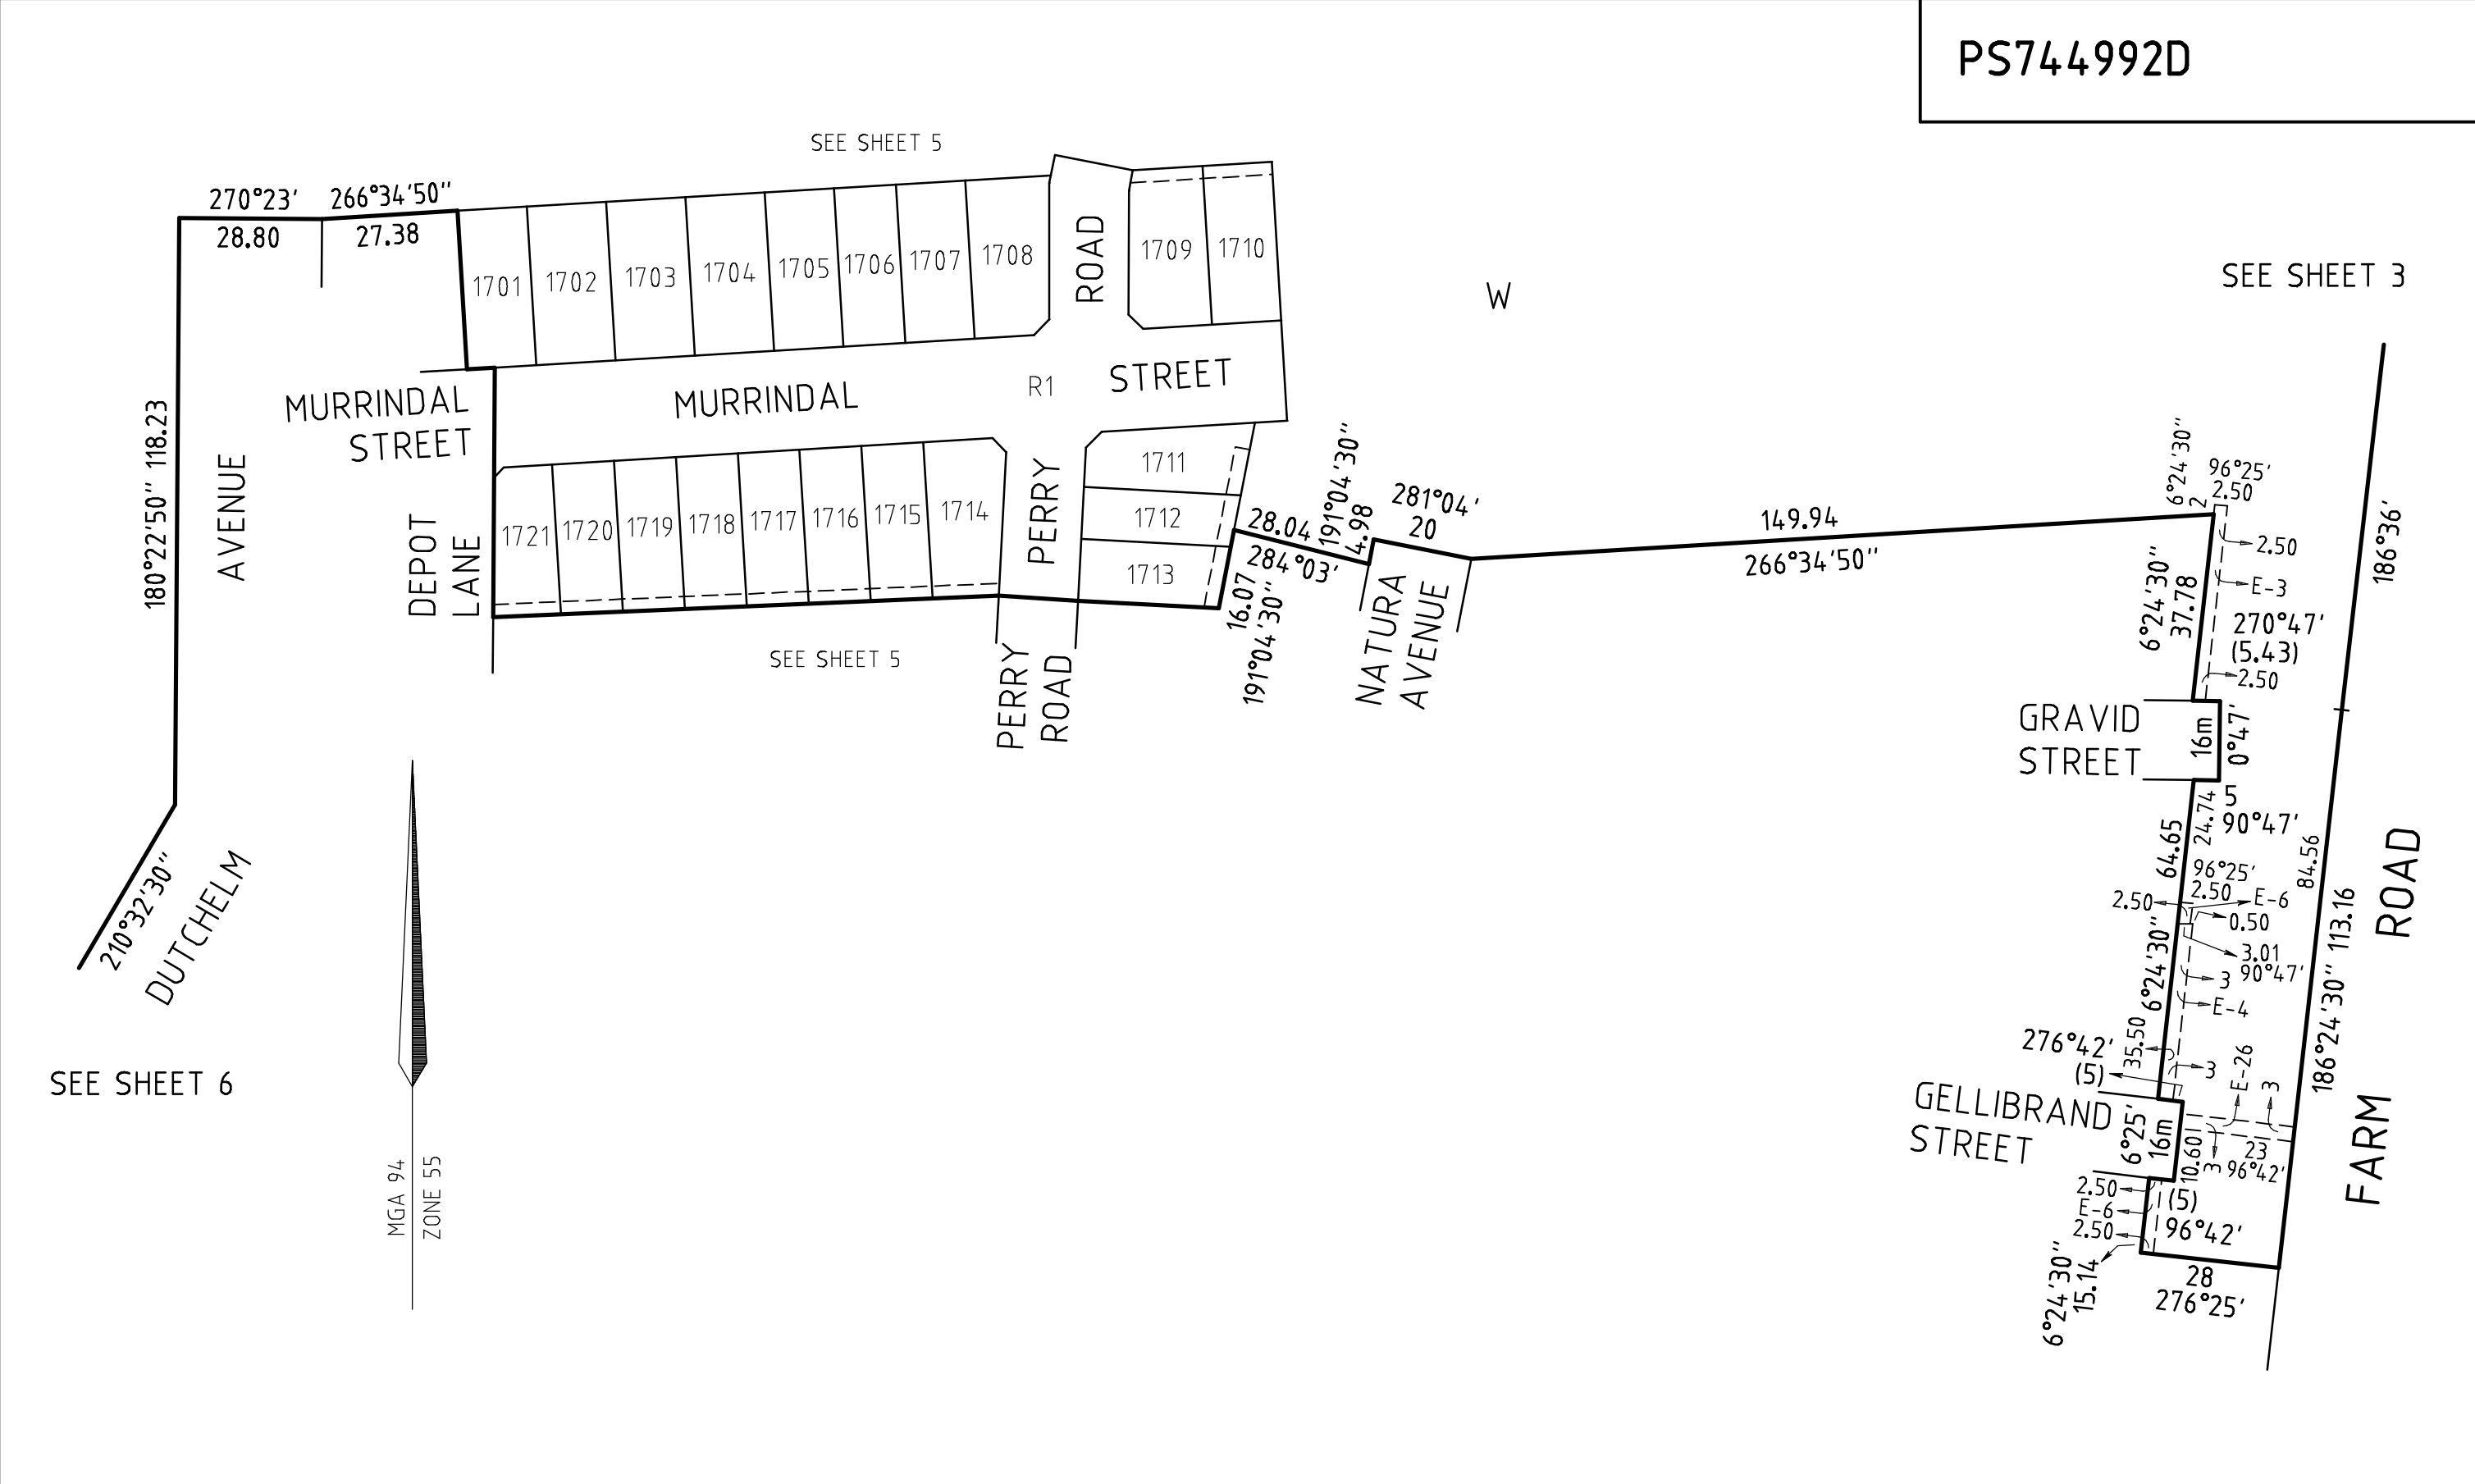 PS744992D
SEE SHEET 5
270°23'
28.80
266°34'50"
27.38
1701
1702
1703
1704
1705
1706
1707
1708
ROAD
1709
1710
W
SEE SHEET 3
MURRINDAL
STREET
MURRINDAL
R1
STREET
180°22'50" 118.23
AVENUE
DEPOT
LANE
1721
1720
1719
1718
1717
1716
1715
1714
PERRY
1711
1712
1713
28.04
284°03'
191°04'30"
4.98
281°04'
20
16.07
191°04'30"
149.94
266°34'50"
6°24'30"
2
96°25'
2.50
2.50
E-3
186°36'
6°24'30"
37.78
270°47'
(5.43)
2.50
SEE SHEET 5
PERRY
ROAD
NATURA
AVENUE
GRAVID
STREET
16m
0°47'
5
90°47'
24.74
64.65
84.56
96°25'
2.50
2.50
E-6
0.50
3.01
90°47'
3
E-4
6°24'30"
186°24'30" 113.16
ROAD
210°32'30"
DUTCHELM
SEE SHEET 6
MGA 94
ZONE 55
276°42'
(5)
35.50
3
E-26
3
GELLIBRAND
STREET
6°25'
16m
10.60
3
23
96°42'
FARM
2.50
E-6
2.50
(5)
96°42'
6°24'30"
15.14
28
276°25'